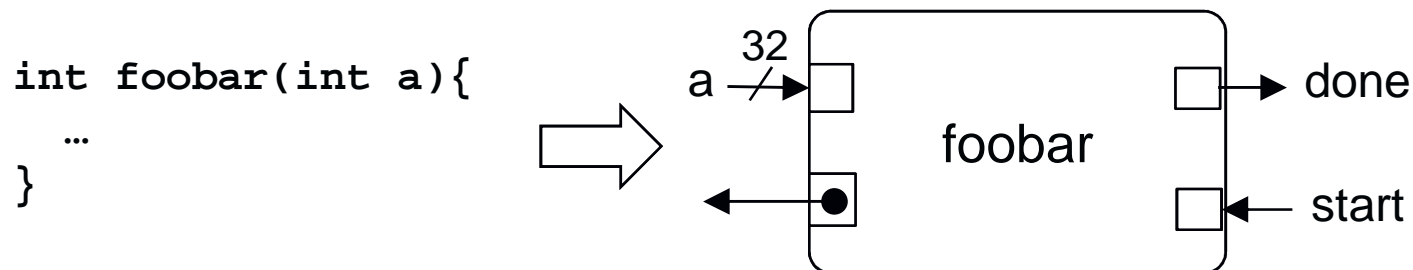 int foobar(int a){
…
}
32
a
done
foobar
start